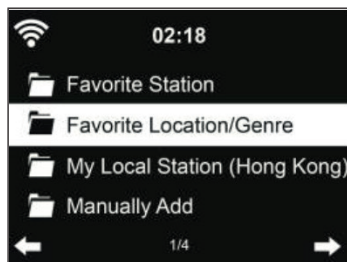 02:18
Favorite Station
Favorite Location/Genre
My Local Station (Hong Kong)
Manually Add
1/4